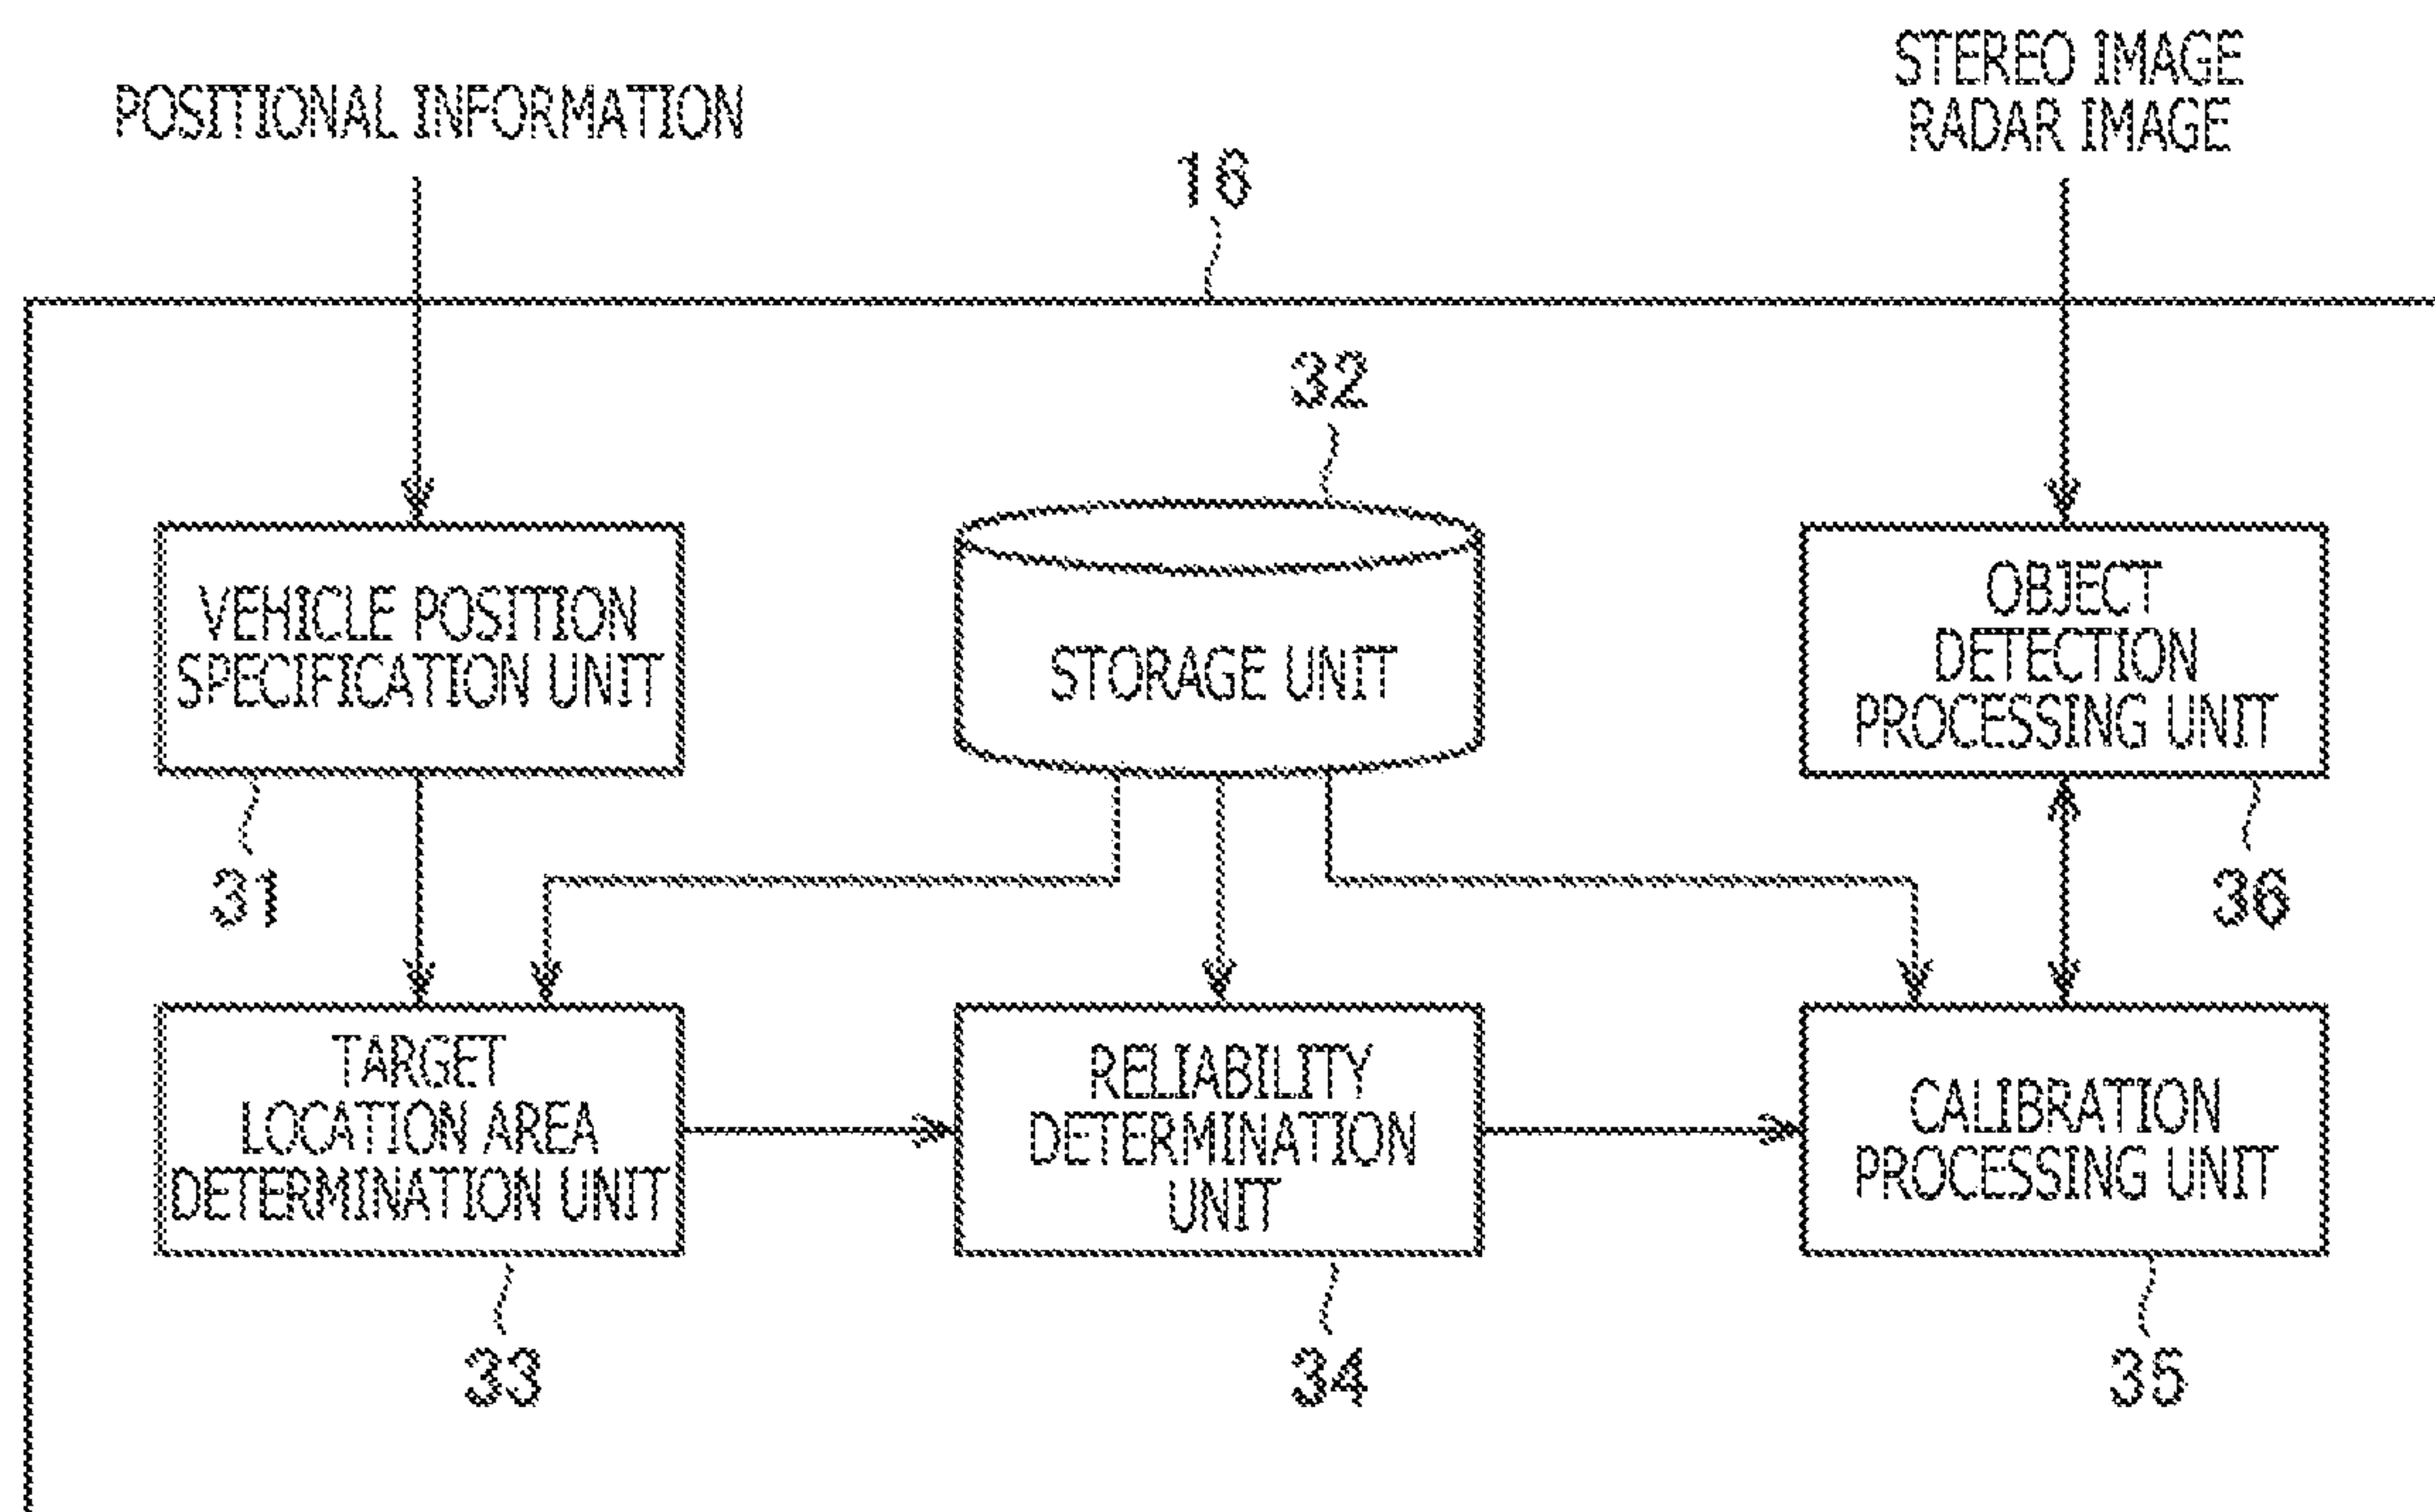 POSITIONAL INFORMATION
STEREO IMAGE
RADAR IMAGE
16
32
VEHICLE POSITION
SPECIFICATION UNIT
STORAGE UNIT
OBJECT
DETECTION
PROCESSING UNIT
31
36
TARGET
LOCATION AREA
DETERMINATION UNIT
RELIABILITY
DETERMINATION
UNIT
CALIBRATION
PROCESSING UNIT
33
34
35